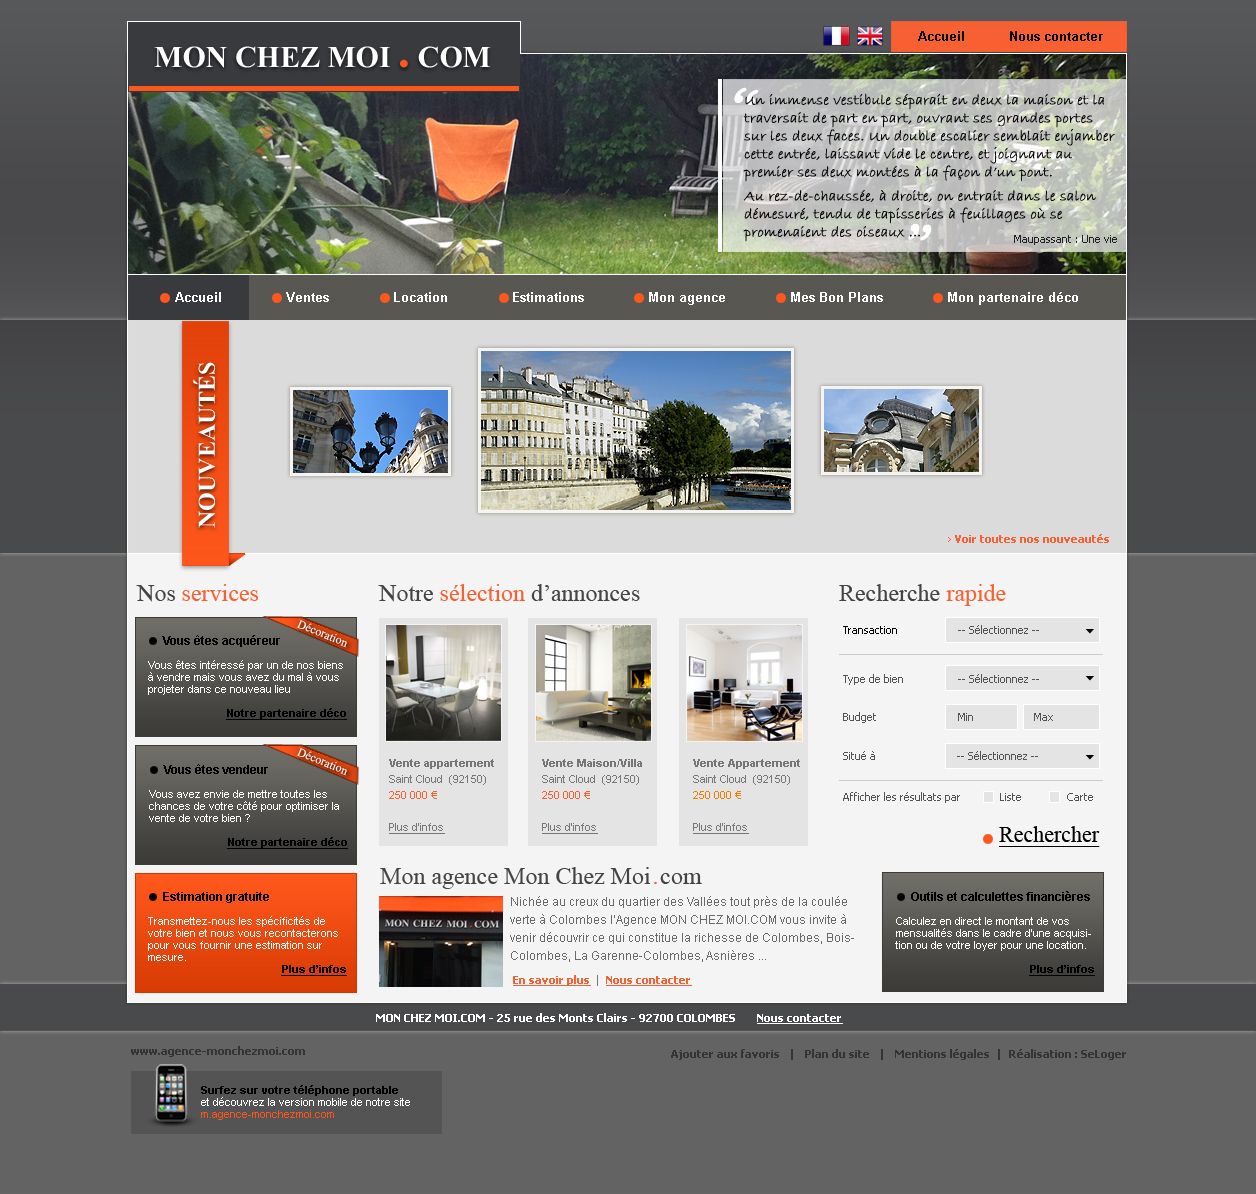 MON CHEZ MOI . COM
Accueil
Nous contacter
“ Un immense vestibule séparait en deux la maison et la
traversait de part en part, ouvrant ses grandes portes
sur les deux faces. Un double escalier semblait enjamber
cette entrée, laissant vide le centre, et joignant au
premier ses deux montées à la façon d'un pont.
Au rez-de-chaussée, à droite, on entrait dans le salon
démesuré, tendu de tapisseries à feuillages où se
promenaient des oiseaux ... ”
Maupassant : Une vie
Accueil
Ventes
Location
Estimations
Mon agence
Mes Bon Plans
Mon partenaire déco
NOUVEAUTÉS
› Voir toutes nos nouveautés
Nos services
Décoration
Vous êtes acquéreur
Vous êtes intéressé par un de nos biens
à vendre mais vous avez du mal à vous
projeter dans ce nouveau lieu
Notre partenaire déco
Décoration
Vous êtes vendeur
Vous avez envie de mettre toutes les
chances de votre côté pour optimiser la
vente de votre bien ?
Notre partenaire déco
Estimation gratuite
Transmettez-nous les spécificités de
votre bien et nous vous recontacterons
pour vous fournir une estimation sur
mesure.
Plus d'infos
Notre sélection d'annonces
Vente appartement
Saint Cloud (92150)
250 000 €
Plus d'infos
Vente Maison/Villa
Saint Cloud (92150)
250 000 €
Plus d'infos
Vente Appartement
Saint Cloud (92150)
250 000 €
Plus d'infos
Recherche rapide
Transaction
-- Sélectionnez --
Type de bien
-- Sélectionnez --
Budget
Min
Max
Situé à
-- Sélectionnez --
Afficher les résultats par
Liste
Carte
Rechercher
Mon agence Mon Chez Moi.com
MON CHEZ MOI . COM
Nichée au creux du quartier des Vallées tout près de la coulée
verte à Colombes l'Agence MON CHEZ MOI.COM vous invite à
venir découvrir ce qui constitue la richesse de Colombes, Bois-
Colombes, La Garenne-Colombes, Asnières ...
En savoir plus | Nous contacter
Outils et calculettes financières
Calculez en direct le montant de vos
mensualités dans le cadre d'une acquisi-
tion ou de votre loyer pour une location.
Plus d'infos
MON CHEZ MOI.COM - 25 rue des Monts Clairs - 92700 COLOMBES
Nous contacter
www.agence-monchezmoi.com
Ajouter aux favoris | Plan du site | Mentions légales | Réalisation : SeLoger
Surfez sur votre téléphone portable
et découvrez la version mobile de notre site
m.agence-monchezmoi.com